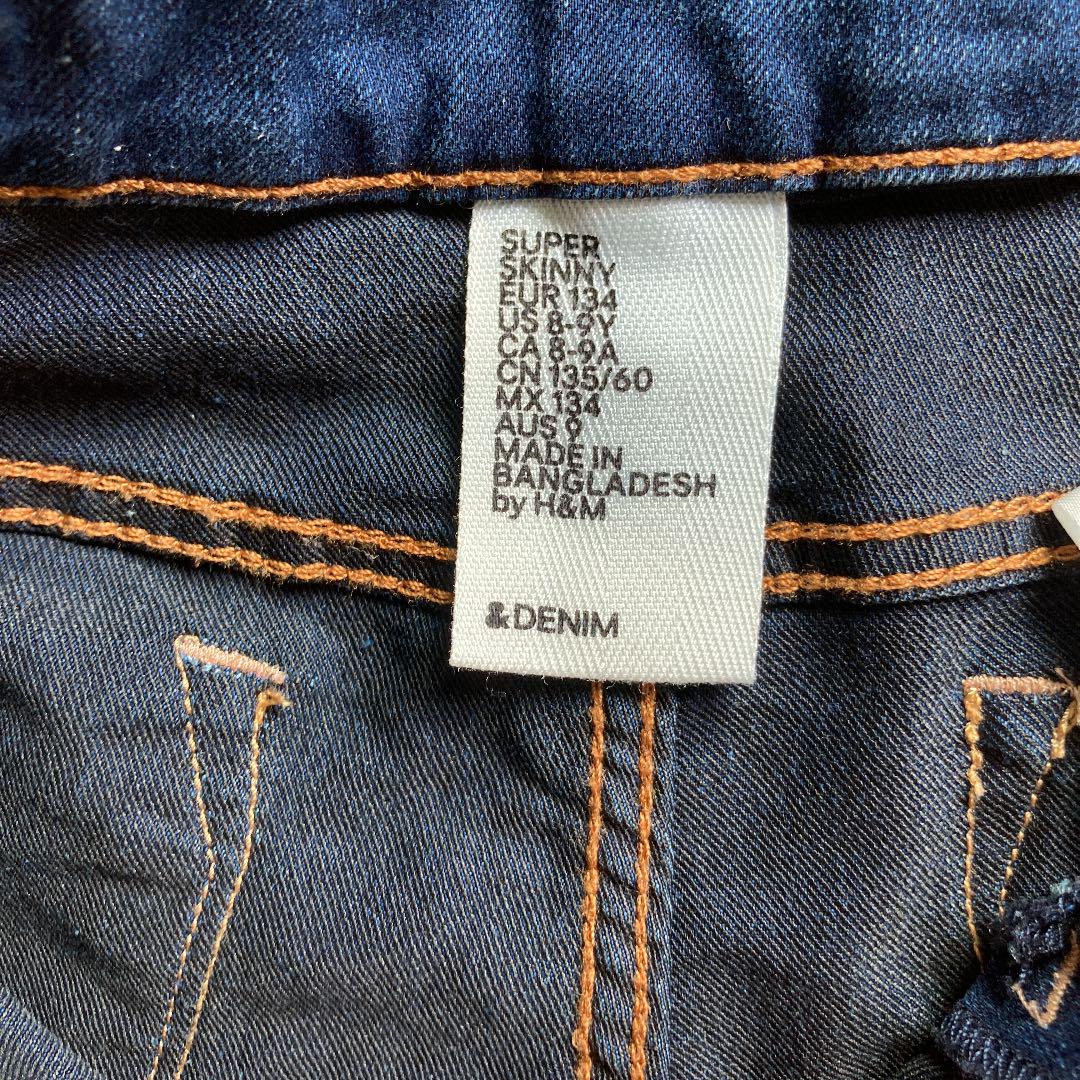 SUPER
SKINNY
EUR 134
US 8-9Y
CA 8-9A
CN 135/60
MX 134
AUS 9
MADE IN
BANGLADESH
by H&M
& DENIM